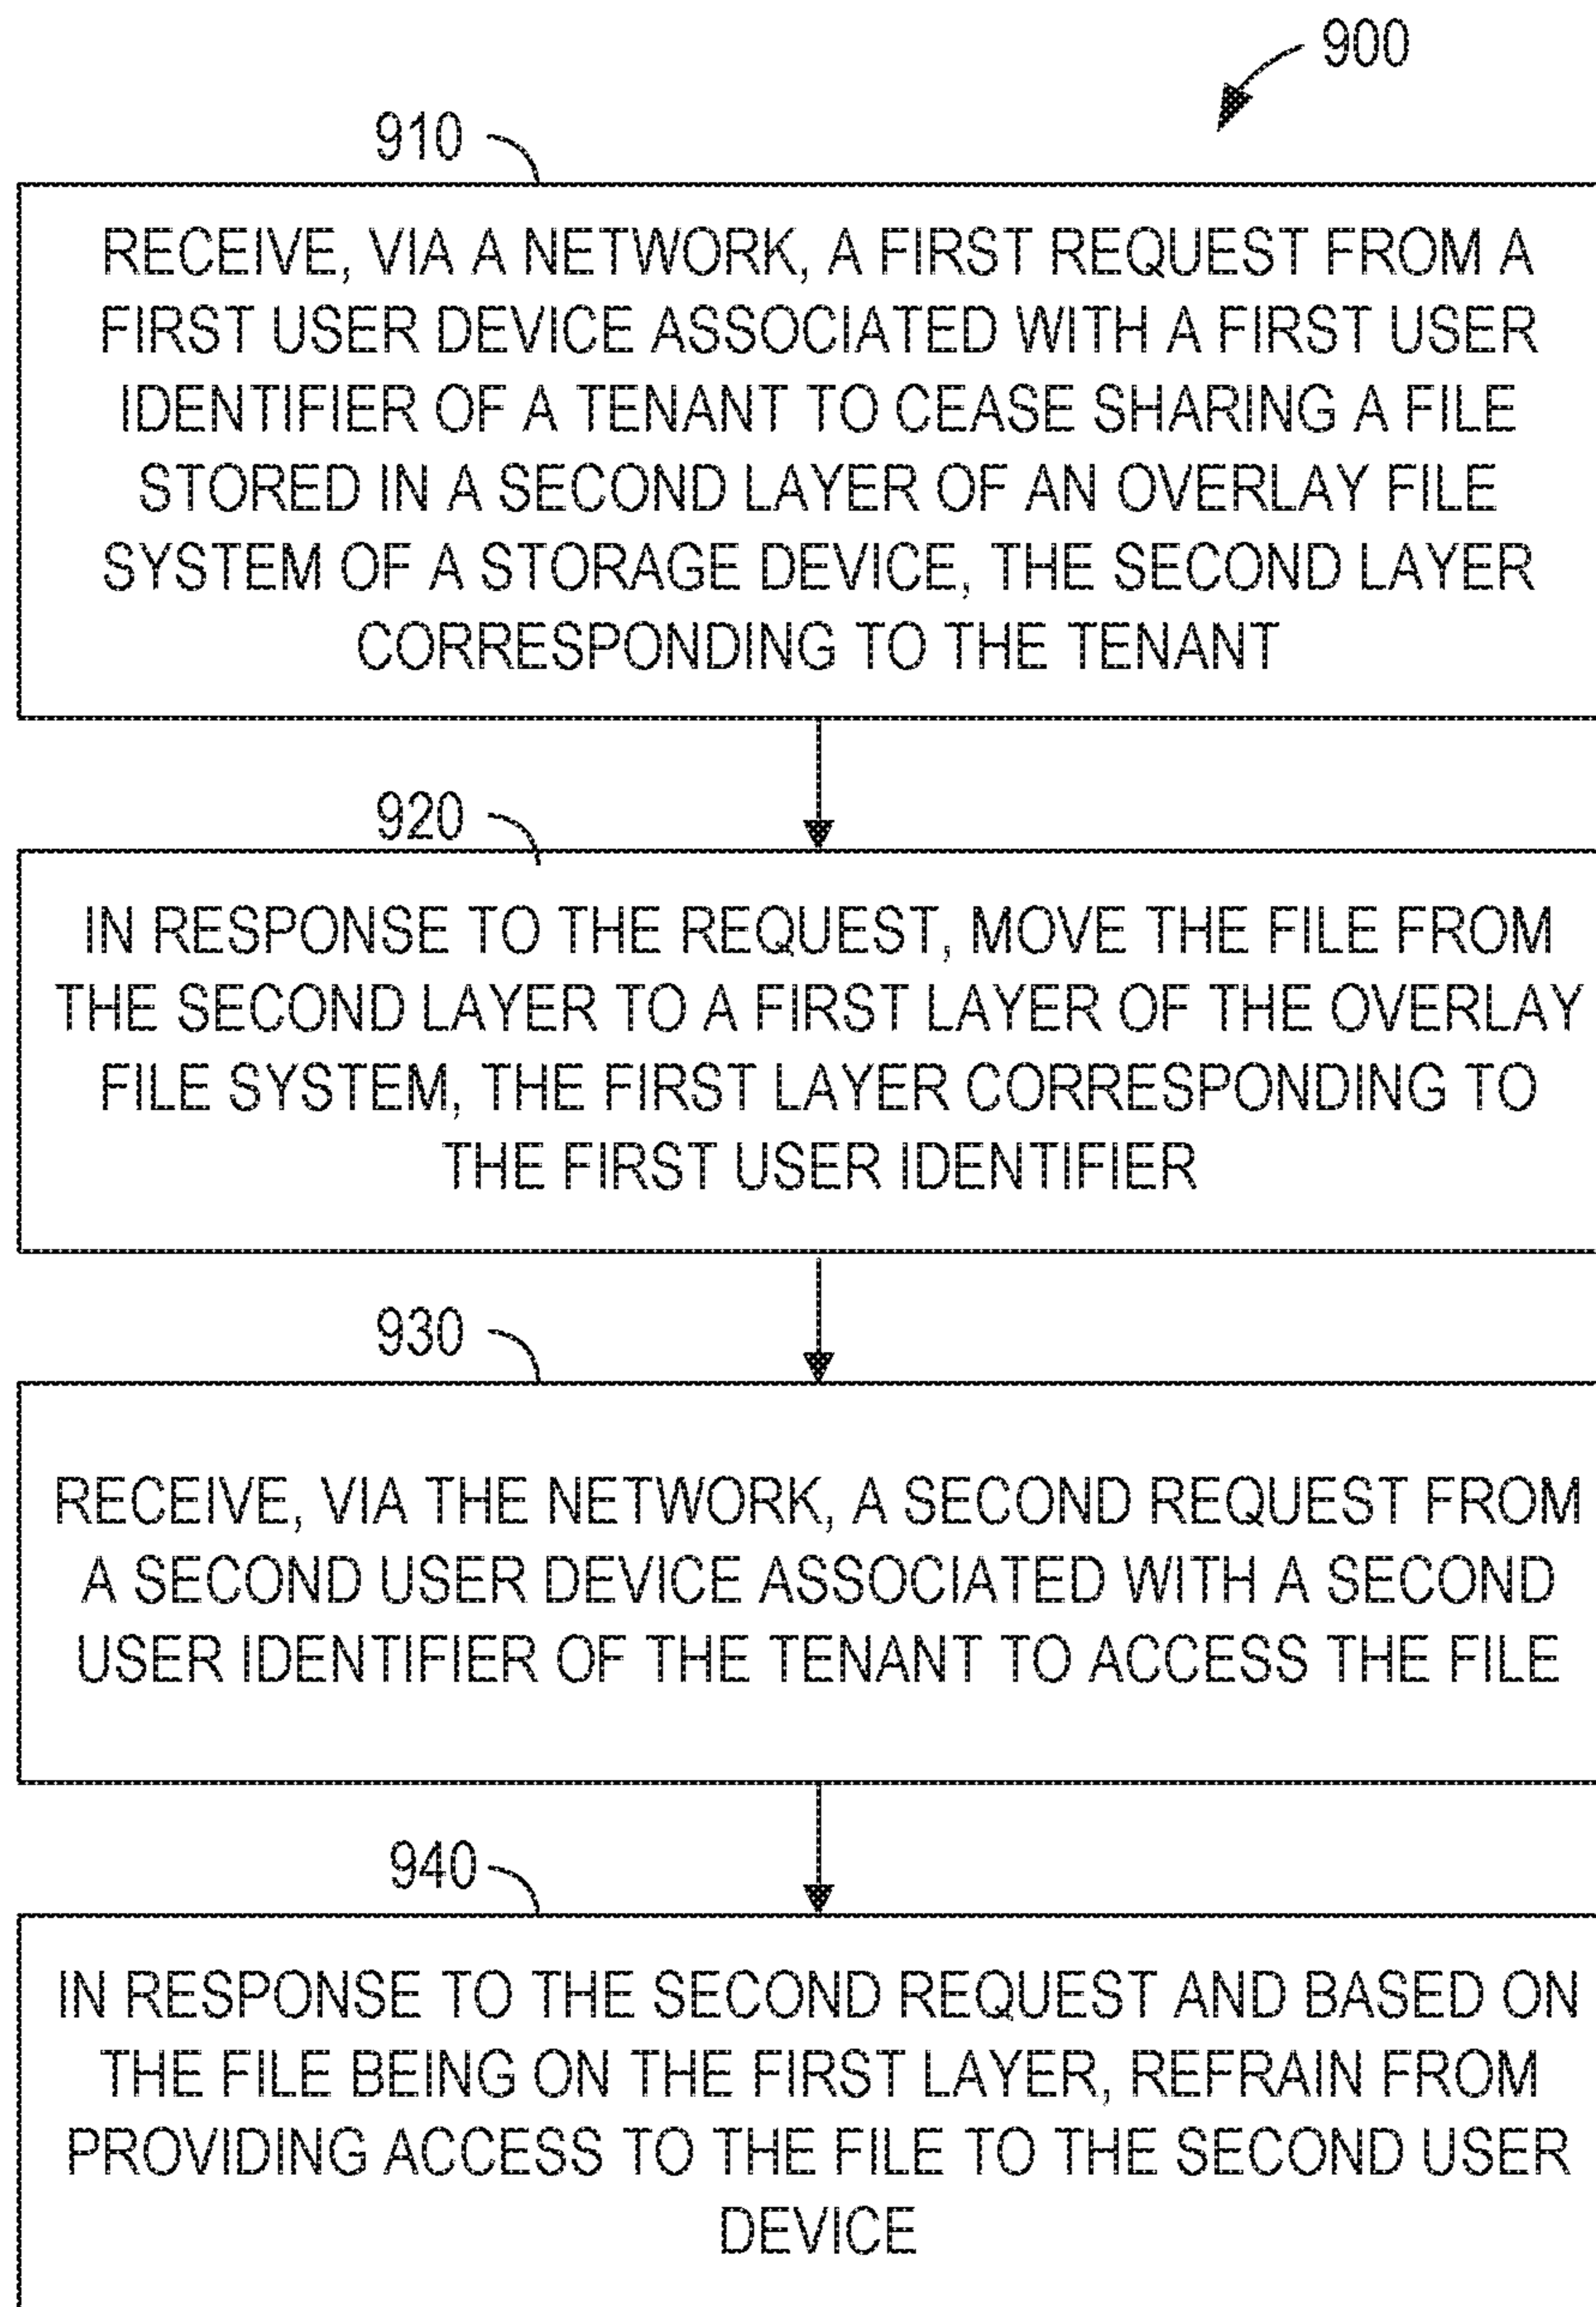 900
910
RECEIVE, VIA A NETWORK, A FIRST REQUEST FROM A
FIRST USER DEVICE ASSOCIATED WITH A FIRST USER
IDENTIFIER OF A TENANT TO CEASE SHARING A FILE
STORED IN A SECOND LAYER OF AN OVERLAY FILE
SYSTEM OF A STORAGE DEVICE, THE SECOND LAYER
CORRESPONDING TO THE TENANT
920
IN RESPONSE TO THE REQUEST, MOVE THE FILE FROM
THE SECOND LAYER TO A FIRST LAYER OF THE OVERLAY
FILE SYSTEM, THE FIRST LAYER CORRESPONDING TO
THE FIRST USER IDENTIFIER
930
RECEIVE, VIA THE NETWORK, A SECOND REQUEST FROM
A SECOND USER DEVICE ASSOCIATED WITH A SECOND
USER IDENTIFIER OF THE TENANT TO ACCESS THE FILE
940
IN RESPONSE TO THE SECOND REQUEST AND BASED ON
THE FILE BEING ON THE FIRST LAYER, REFRAIN FROM
PROVIDING ACCESS TO THE FILE TO THE SECOND USER
DEVICE